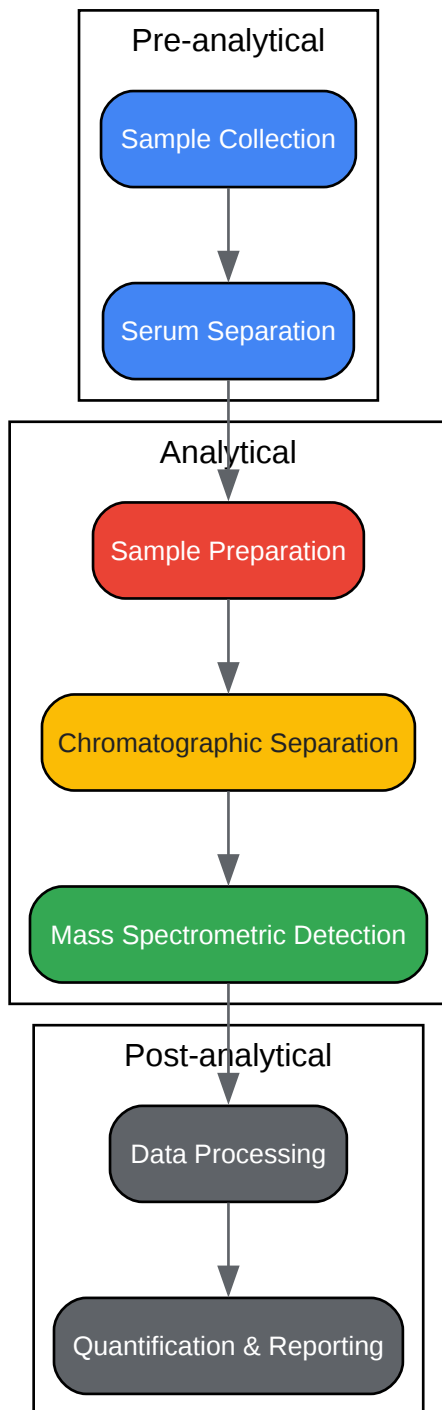 Pre-analytical
Sample Collection
Serum Separation
Analytical
Sample Preparation
Chromatographic Separation
Mass Spectrometric Detection
Post-analytical
Data Processing
Quantification & Reporting